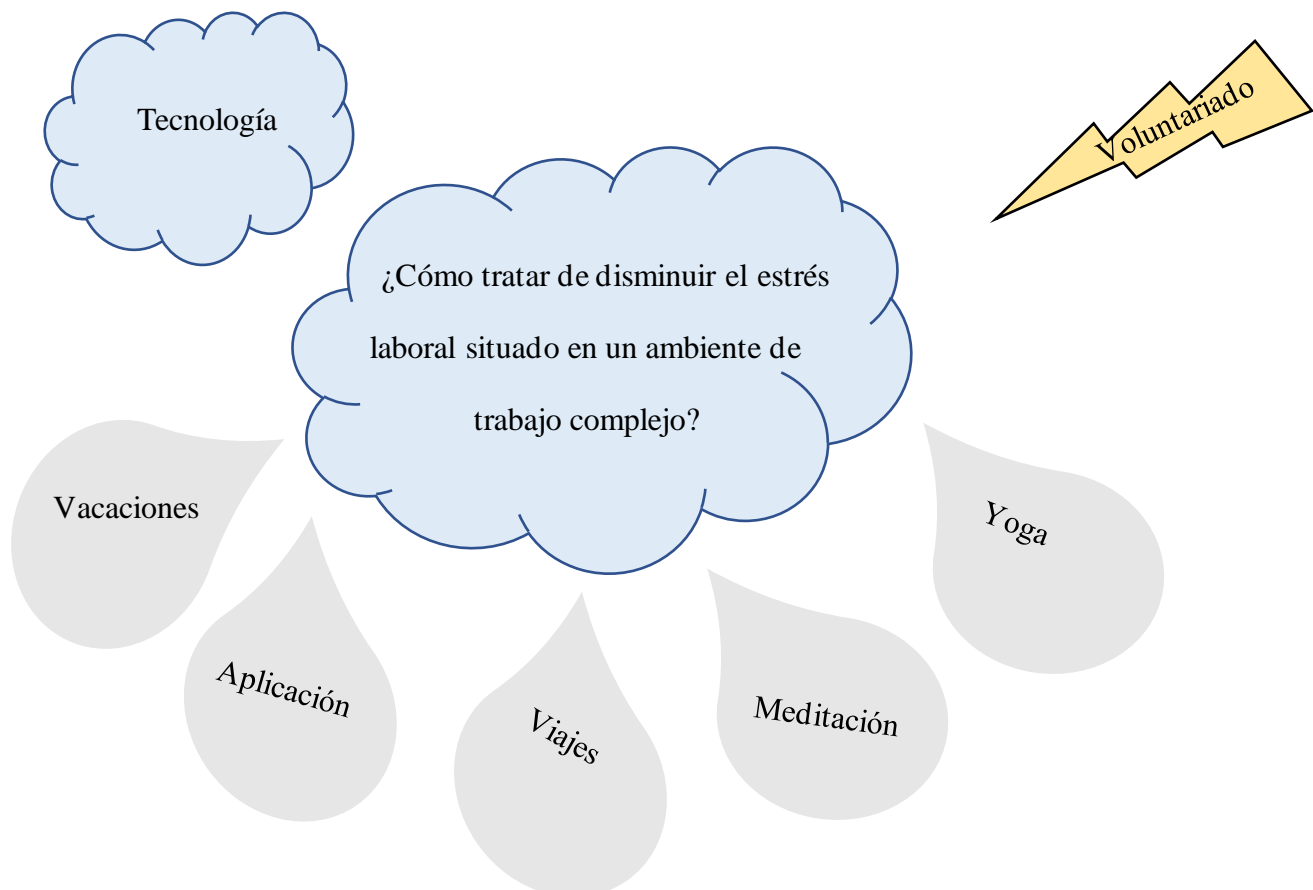 Tecnología
Voluntariado
¿Cómo tratar de disminuir el estrés
laboral situado en un ambiente de
trabajo complejo?
Vacaciones
Yoga
Aplicación
Viajes
Meditación